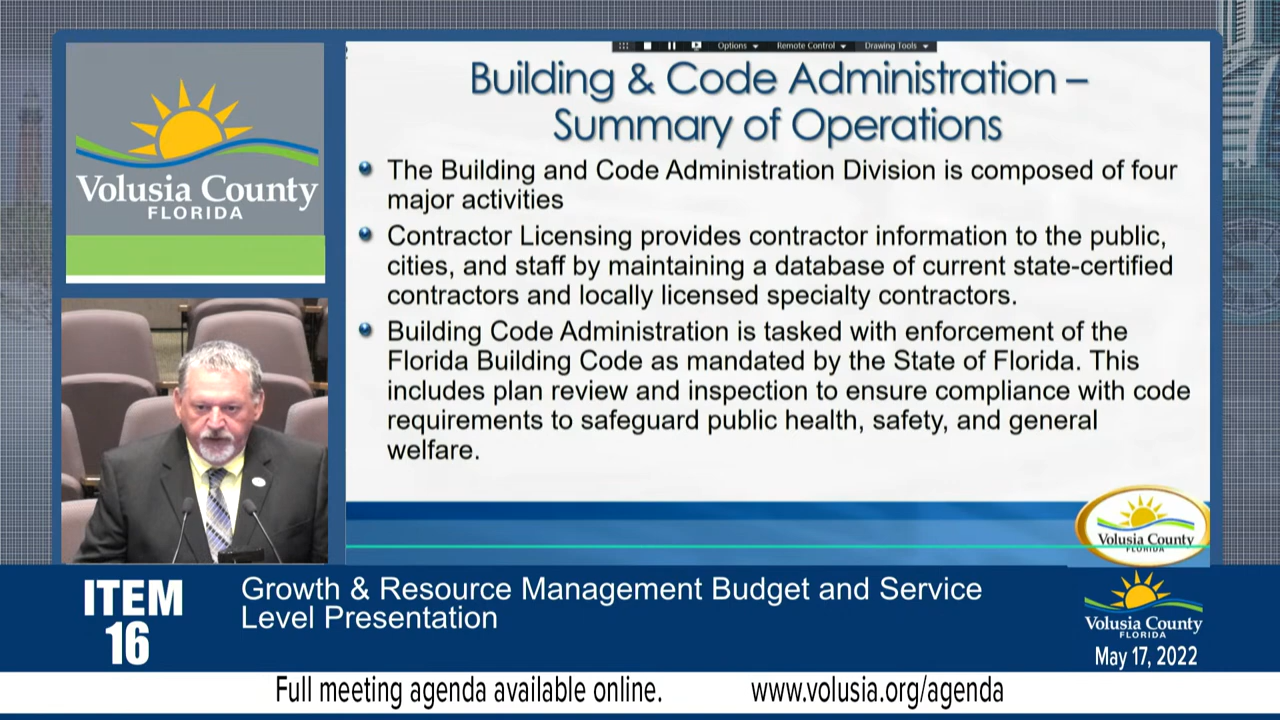 Options
Remote Control
Drawing Tools
Building & Code Administration –
Summary of Operations
The Building and Code Administration Division is composed of four
major activities
Contractor Licensing provides contractor information to the public,
cities, and staff by maintaining a database of current state-certified
contractors and locally licensed specialty contractors.
Building Code Administration is tasked with enforcement of the
Florida Building Code as mandated by the State of Florida. This
includes plan review and inspection to ensure compliance with code
requirements to safeguard public health, safety, and general
welfare.
Volusia County
FLORIDA
Volusia County
FLORIDA
ITEM
16
Growth & Resource Management Budget and Service
Level Presentation
Volusia County
FLORIDA
May 17, 2022
Full meeting agenda available online.
www.volusia.org/agenda